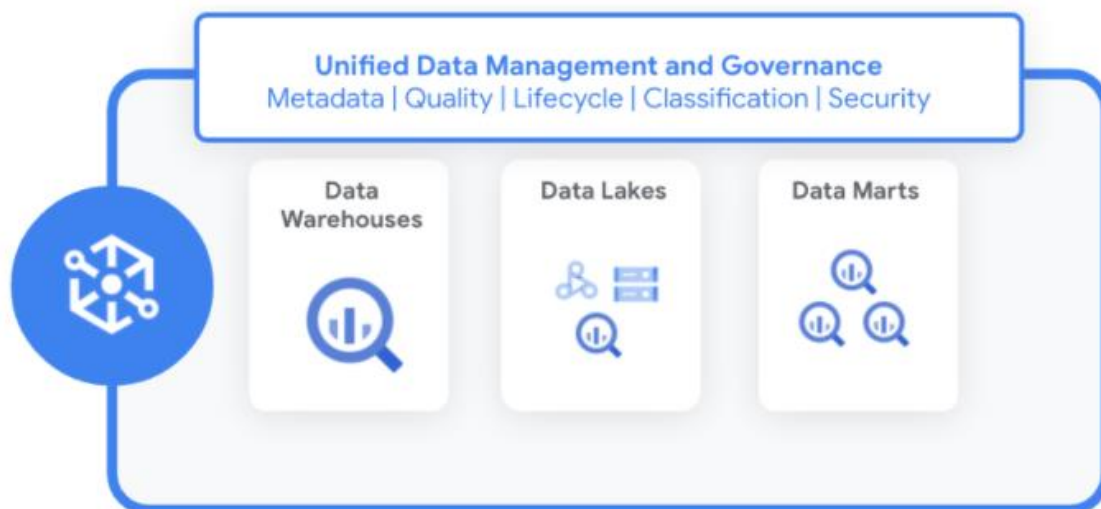 Unified Data Management and Governance
Metadata | Quality | Lifecycle | Classification | Security
Data
Warehouses
Data Lakes
Data Marts